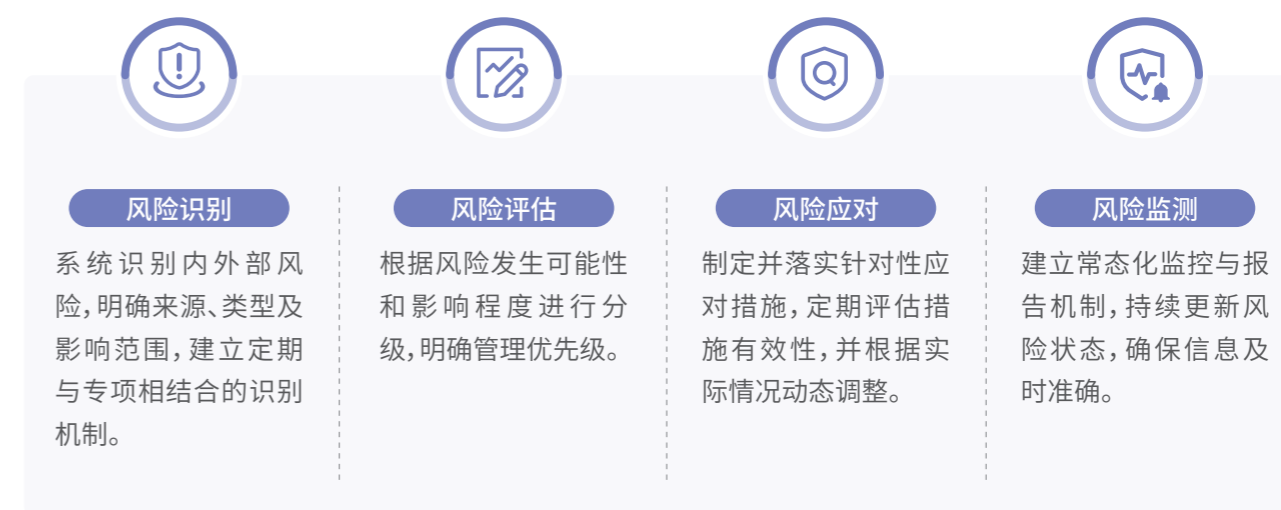 风险识别
系统识别内外部风
险,明确来源、类型及
影响范围,建立定期
与专项相结合的识别
机制。
风险评估
根据风险发生可能性
和影响程度进行分
级,明确管理优先级。
风险应对
制定并落实针对性应
对措施,定期评估措
施有效性,并根据实
际情况动态调整。
风险监测
建立常态化监控与报
告机制,持续更新风
险状态,确保信息及
时准确。